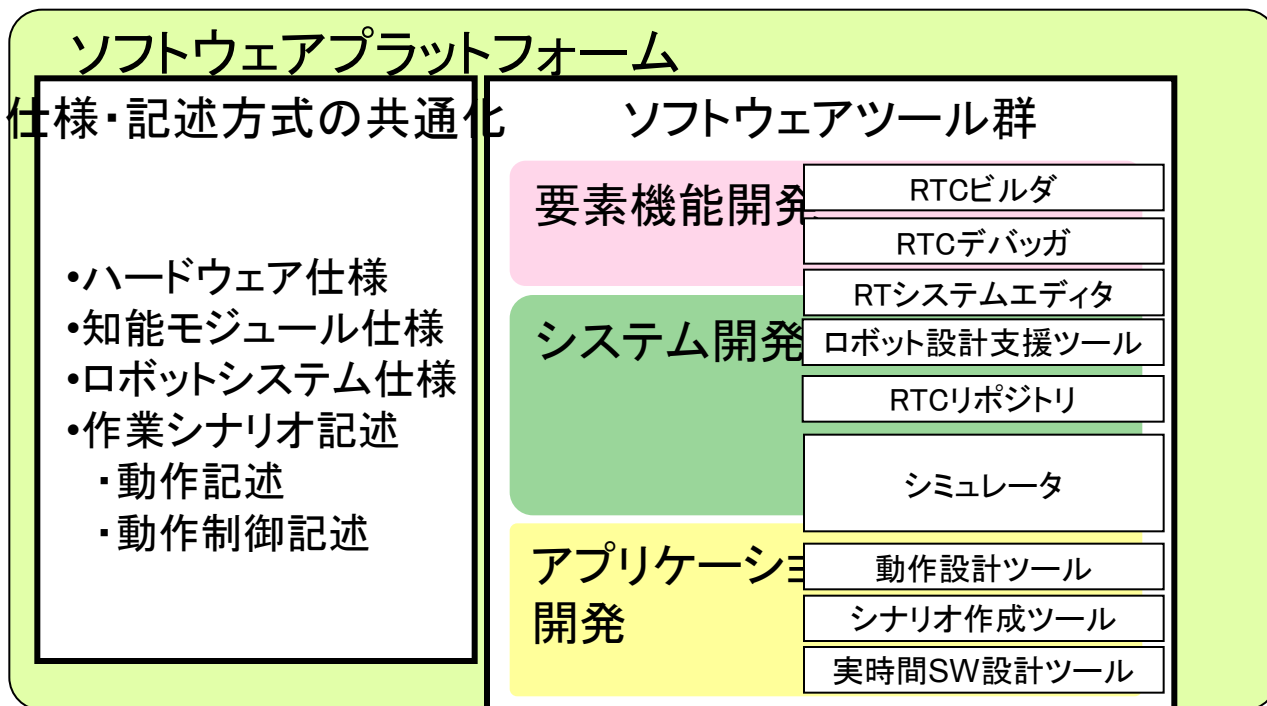 ソフトウェアプラットフォーム
仕様・記述方式の共通化
•ハードウェア仕様
•知能モジュール仕様
•ロボットシステム仕様
•作業シナリオ記述
・動作記述
・動作制御記述
ソフトウェアツール群
要素機能開発
RTCビルダ
RTCデバッガ
RTシステムエディタ
システム開発
ロボット設計支援ツール
RTCリポジトリ
シミュレータ
アプリケーショ
開発
動作設計ツール
シナリオ作成ツール
実時間SW設計ツール